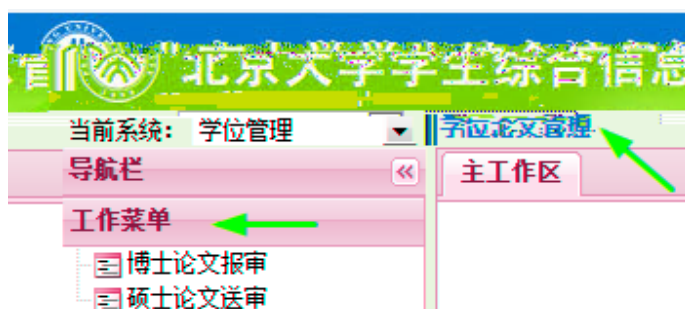 北京大学学生综合信息
当前系统： 学位管理 学位论文管理
导航栏 主工作区
工作菜单
博士论文报审
硕士论文送审